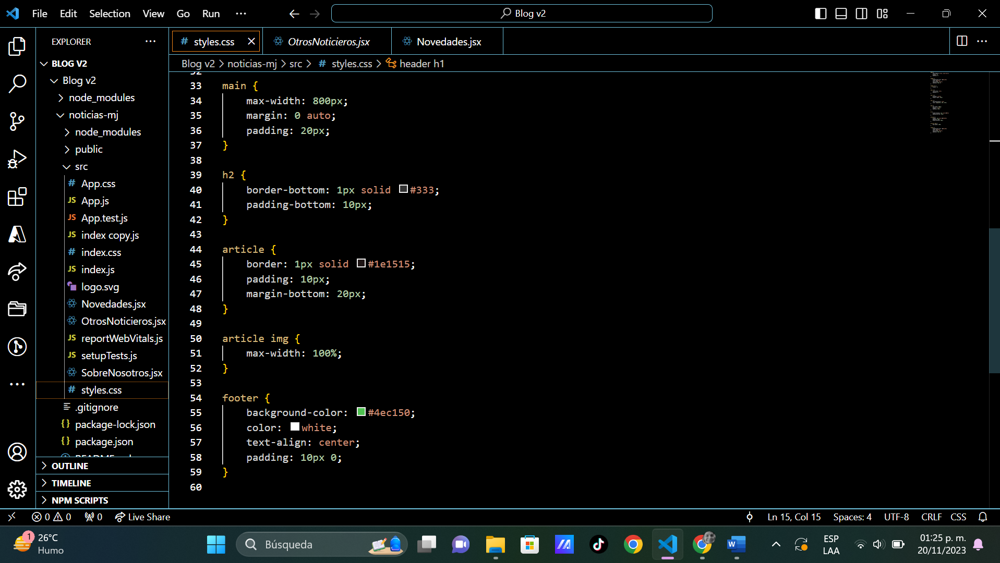 File Edit Selection View Go Run ··· Blog v2
EXPLORER ···
# styles.css OtrosNoticieros.jsx Novedades.jsx
Blog v2 > noticias-mj > src > # styles.css > header h1
BLOG V2
Blog v2
node_modules
noticias-mj
node_modules
public
src
# App.css
JS App.js
JS App.test.js
JS index copy.js
# index.css
JS index.js
logo.svg
Novedades.jsx
OtrosNoticieros.jsx
JS reportWebVitals.js
JS setupTests.js
SobreNosotros.jsx
# styles.css
.gitignore
{} package-lock.json
{} package.json
OUTLINE
TIMELINE
NPM SCRIPTS
33 main {
34 max-width: 800px;
35 margin: 0 auto;
36 padding: 20px;
37 }
38
39 h2 {
40 border-bottom: 1px solid #333;
41 padding-bottom: 10px;
42 }
43
44 article {
45 border: 1px solid #1e1515;
46 padding: 10px;
47 margin-bottom: 20px;
48 }
49
50 article img {
51 max-width: 100%;
52 }
53
54 footer {
55 background-color: #4ec150;
56 color: white;
57 text-align: center;
58 padding: 10px 0;
59 }
60
0 0 0 Live Share Ln 15, Col 15 Spaces: 4 UTF-8 CRLF CSS
1 26°C
Humo
Búsqueda
W
ESP
LAA
01:25 p. m.
20/11/2023